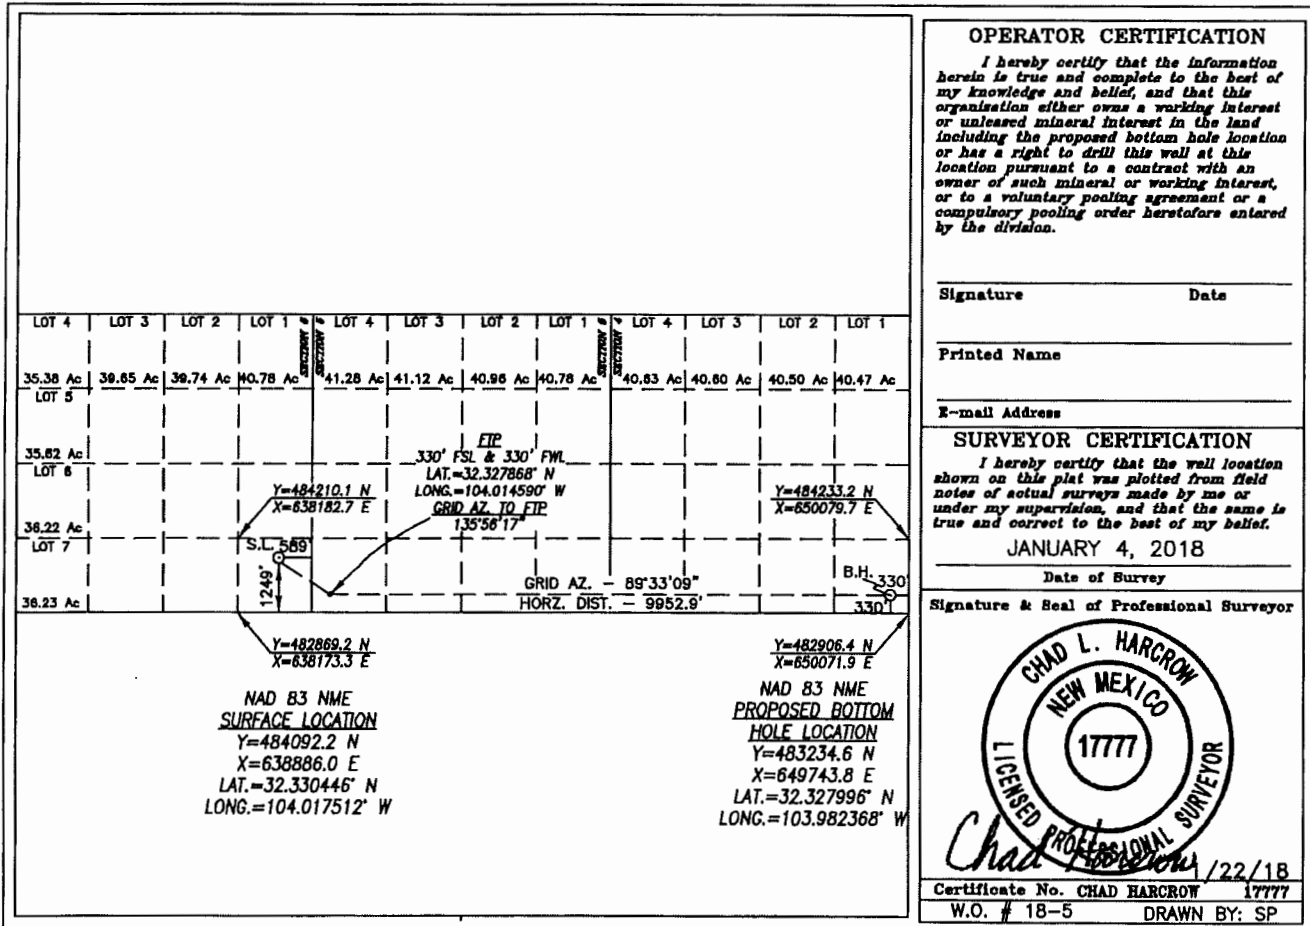 LOT 4 LOT 3 LOT 2 LOT 1 SECTION 6 SECTION 5 LOT 4 LOT 3 LOT 2 LOT 1 SECTION 4 LOT 4 LOT 3 LOT 2 LOT 1
35.38 Ac 39.65 Ac 39.74 Ac 40.78 Ac 41.28 Ac 41.12 Ac 40.96 Ac 40.78 Ac 40.63 Ac 40.60 Ac 40.50 Ac 40.47 Ac
LOT 5
35.62 Ac
LOT 6
36.22 Ac
LOT 7
36.23 Ac
FTP
330' FSL & 330' FWL
LAT.=32.327868° N
LONG.=104.014590° W
GRID AZ. TO FTP
135°56'17"
Y=484210.1 N
X=638182.7 E
Y=484233.2 N
X=650079.7 E
S.L. 589'
1249'
GRID AZ. - 89°33'09"
HORZ. DIST. - 9952.9'
B.H. 330'
330'
Y=482869.2 N
X=638173.3 E
Y=482906.4 N
X=650071.9 E
NAD 83 NME
SURFACE LOCATION
Y=484092.2 N
X=638886.0 E
LAT.=32.330446° N
LONG.=104.017512° W
NAD 83 NME
PROPOSED BOTTOM
HOLE LOCATION
Y=483234.6 N
X=649743.8 E
LAT.=32.327996° N
LONG.=103.982368° W
OPERATOR CERTIFICATION
I hereby certify that the information
herein is true and complete to the best of
my knowledge and belief, and that this
organisation either owns a working interest
or unleased mineral interest in the land
including the proposed bottom hole location
or has a right to drill this well at this
location pursuant to a contract with an
owner of such mineral or working interest,
or to a voluntary pooling agreement or a
compulsory pooling order heretofore entered
by the division.
Signature Date
Printed Name
E-mail Address
SURVEYOR CERTIFICATION
I hereby certify that the well location
shown on this plat was plotted from field
notes of actual surveys made by me or
under my supervision, and that the same is
true and correct to the best of my belief.
JANUARY 4, 2018
Date of Survey
Signature & Seal of Professional Surveyor
CHAD L. HARCROW
NEW MEXICO
17777
LICENSED PROFESSIONAL SURVEYOR
Chad Harcrow 1/22/18
Certificate No. CHAD HARCROW 17777
W.O. # 18-5 DRAWN BY: SP